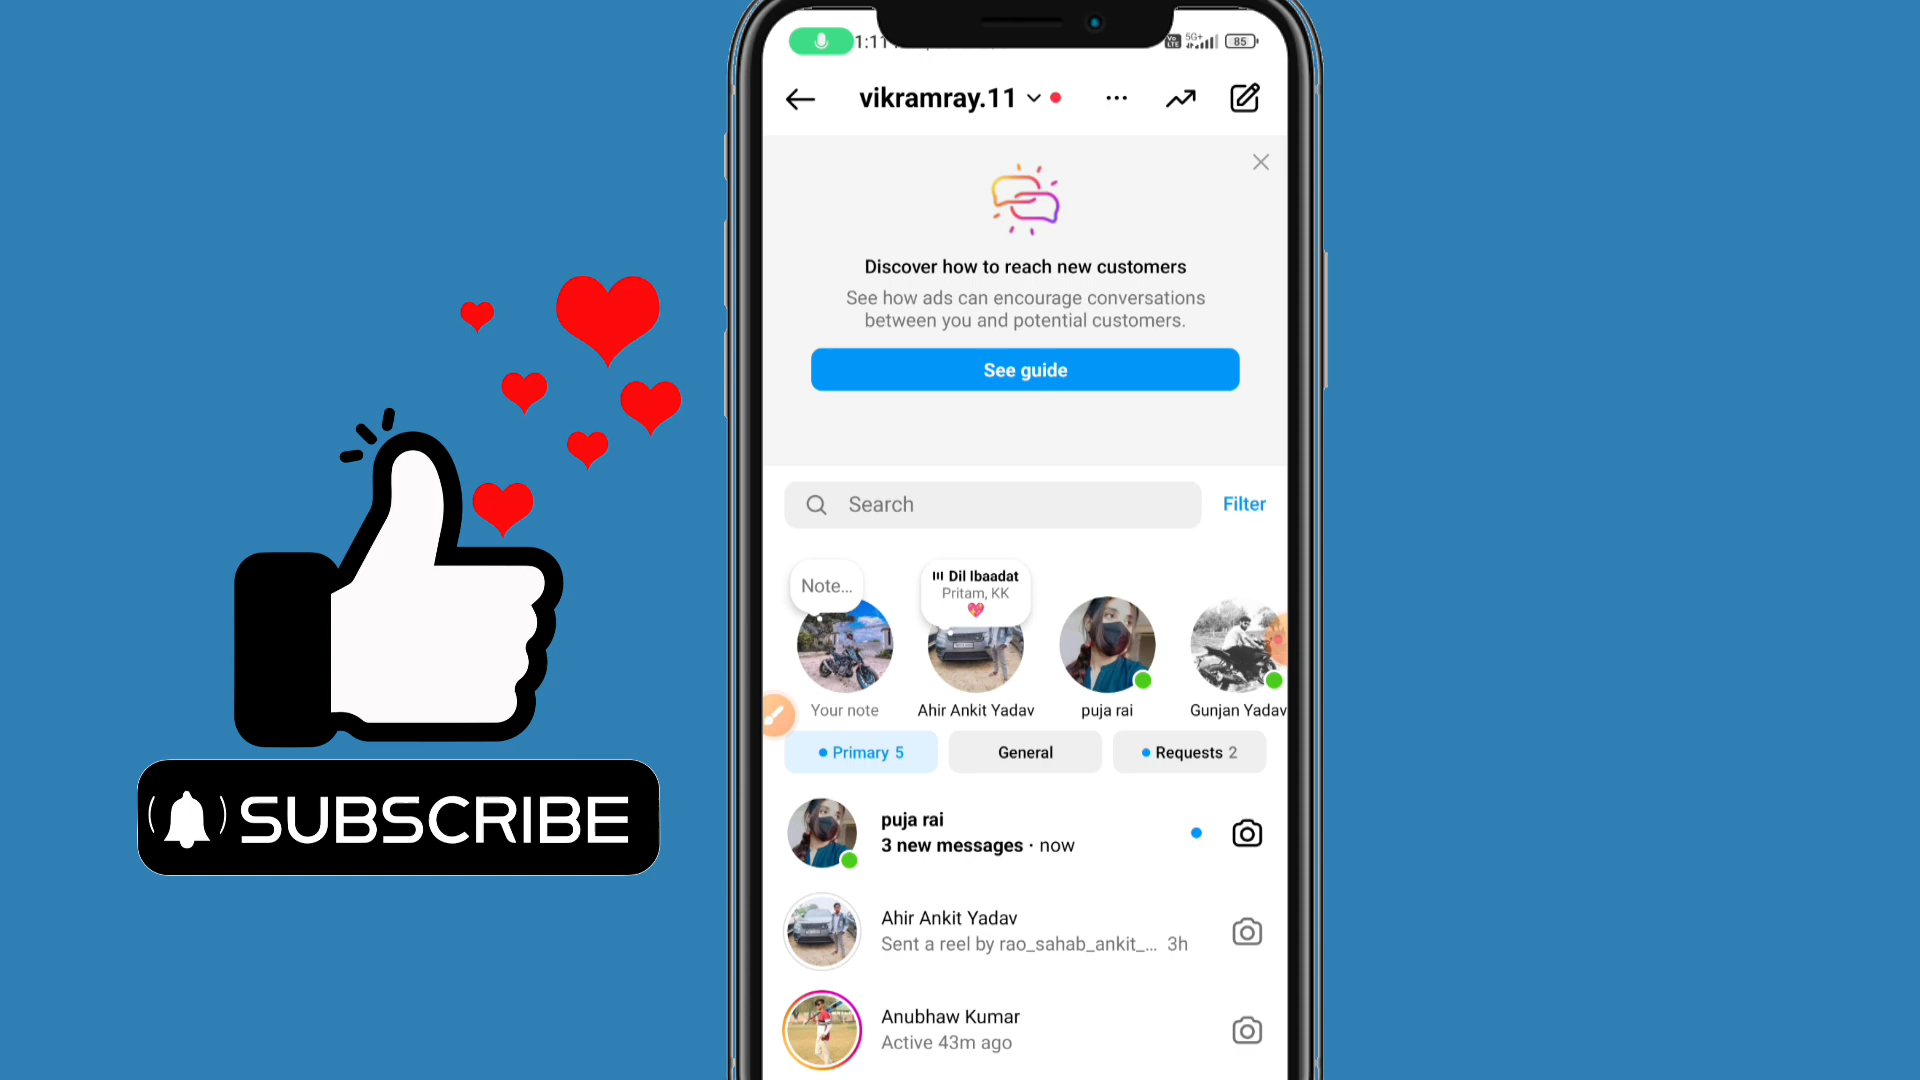 SUBSCRIBE
1:11
Vo
LTE
5G+
85
vikramray.11
Discover how to reach new customers
See how ads can encourage conversations
between you and potential customers.
See guide
Search
Filter
Note...
Dil Ibaadat
Pritam, KK
Your note
Ahir Ankit Yadav
puja rai
Gunjan Yadav
Primary 5
General
Requests 2
puja rai
3 new messages · now
Ahir Ankit Yadav
Sent a reel by rao_sahab_ankit_... 3h
Anubhaw Kumar
Active 43m ago